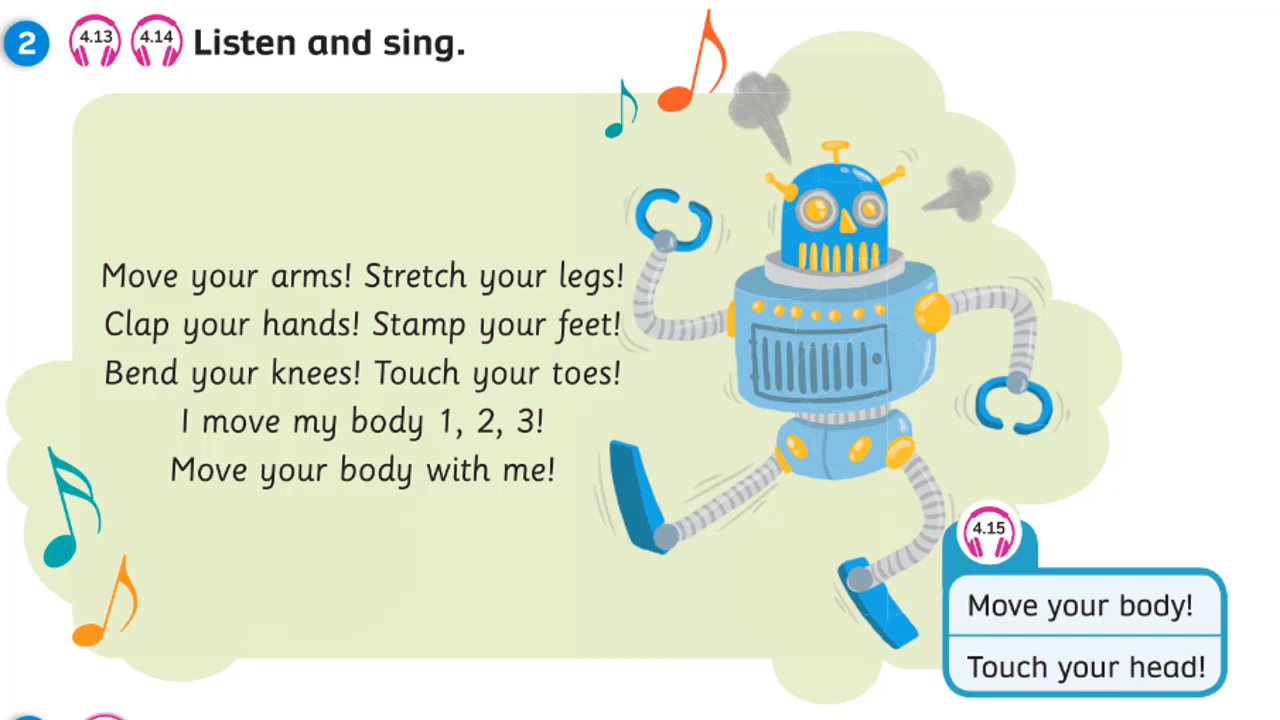 2 4.13 4.14 Listen and sing.
Move your arms! Stretch your legs!
Clap your hands! Stamp your feet!
Bend your knees! Touch your toes!
I move my body 1, 2, 3!
Move your body with me!
4.15
Move your body!
Touch your head!